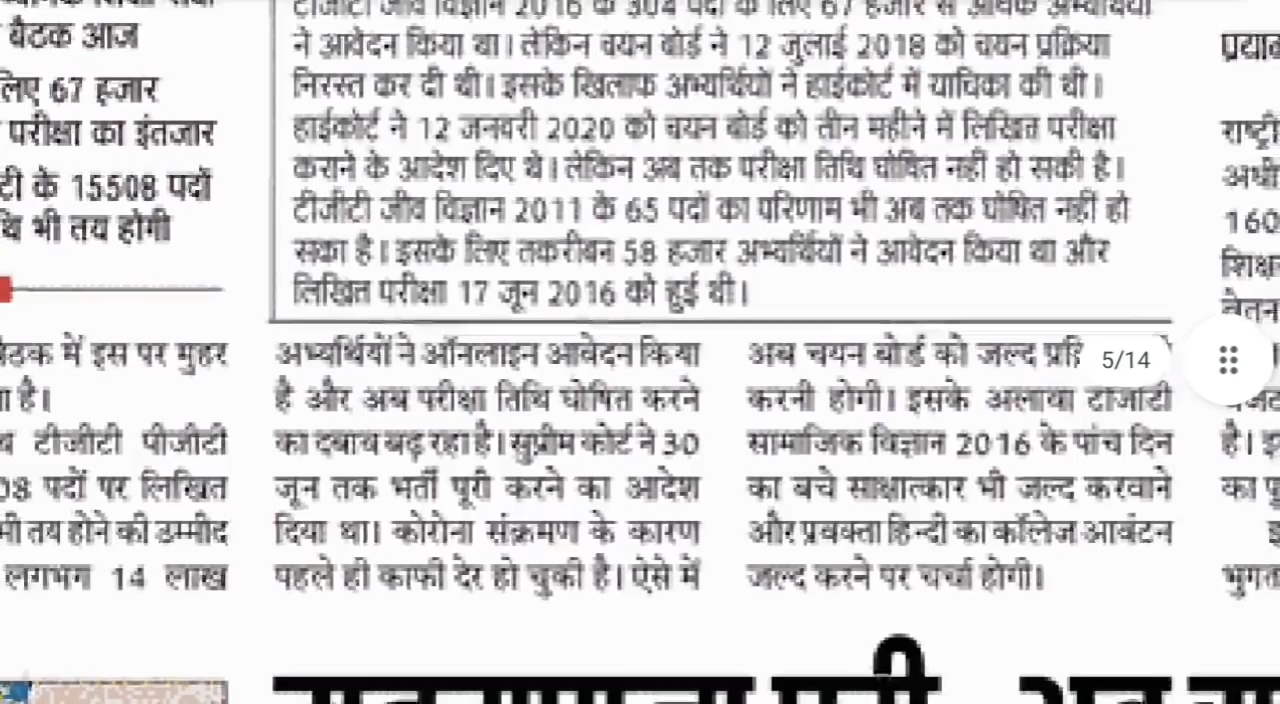 बैठक आज
लिए 67 हजार
परीक्षा का इंतजार
टी के 15508 पदों
थि भी तय होगी
बैठक में इस पर मुहर
है।
टीजीटी पीजीटी
08 पदों पर लिखित
भी तय होने की उम्मीद
लगभग 14 लाख
टीजीटी जीव विज्ञान 2016 के 304 पदों के लिए 67 हजार से अधिक अभ्यर्थियों
ने आवेदन किया था। लेकिन चयन बोर्ड ने 12 जुलाई 2018 को चयन प्रक्रिया
निरस्त कर दी थी। इसके खिलाफ अभ्यर्थियों ने हाईकोर्ट में याचिका की थी।
हाईकोर्ट ने 12 जनवरी 2020 को चयन बोर्ड को तीन महीने में लिखित परीक्षा
कराने के आदेश दिए थे। लेकिन अब तक परीक्षा तिथि घोषित नहीं हो सकी है।
टीजीटी जीव विज्ञान 2011 के 65 पदों का परिणाम भी अब तक घोषित नहीं हो
सका है। इसके लिए तकरीबन 58 हजार अभ्यर्थियों ने आवेदन किया था और
लिखित परीक्षा 17 जून 2016 को हुई थी।
अभ्यर्थियों ने ऑनलाइन आवेदन किया
है और अब परीक्षा तिथि घोषित करने
का दबाव बढ़ रहा है। सुप्रीम कोर्ट ने 30
जून तक भर्ती पूरी करने का आदेश
दिया था। कोरोना संक्रमण के कारण
पहले ही काफी देर हो चुकी है। ऐसे में
अब चयन बोर्ड को जल्द
करनी होगी। इसके अलावा टीजीटी
सामाजिक विज्ञान 2016 के पांच दिन
का बचे साक्षात्कार भी जल्द करवाने
और प्रवक्ता हिन्दी का कॉलेज आवंटन
जल्द करने पर चर्चा होगी।
5/14
राष्ट्री
अधी
160
शिक्ष
वेतन
है।
भुगत